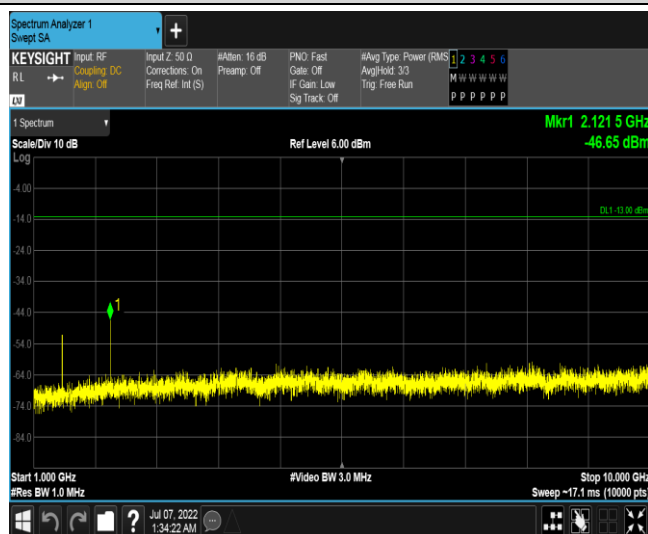 Spectrum Analyzer 1
Swept SA
+
KEYSIGHT Input: RF Input Z: 50 Ω #Atten: 16 dB PNO: Fast #Avg Type: Power (RMS 1 2 3 4 5 6
RL Coupling: DC Corrections: On Preamp: Off Gate: Off Avg|Hold: 3/3 M W W W W W
Align: Off Freq Ref: Int (S) IF Gain: Low Trig: Free Run
LXI Sig Track: Off P P P P P P
1 Spectrum Mkr1 2.121 5 GHz
Scale/Div 10 dB Ref Level 6.00 dBm -46.65 dBm
Log
-4.00
DL1 -13.00 dBm
-14.0
-24.0
-34.0
1
-44.0
-54.0
-64.0
-74.0
-84.0
Start 1.000 GHz #Video BW 3.0 MHz Stop 10.000 GHz
#Res BW 1.0 MHz Sweep ~17.1 ms (10000 pts)
? Jul 07, 2022
1:34:22 AM